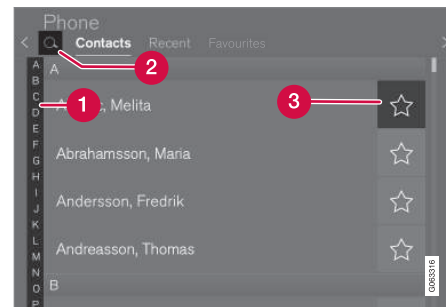 Phone
Contacts Recent Favourites
2
A
A
B
C
D
E
F
G
H
I
J
K
L
M
N
O
P
1
Melita
3
Abrahamsson, Maria
Andersson, Fredrik
Andreasson, Thomas
B
G063316